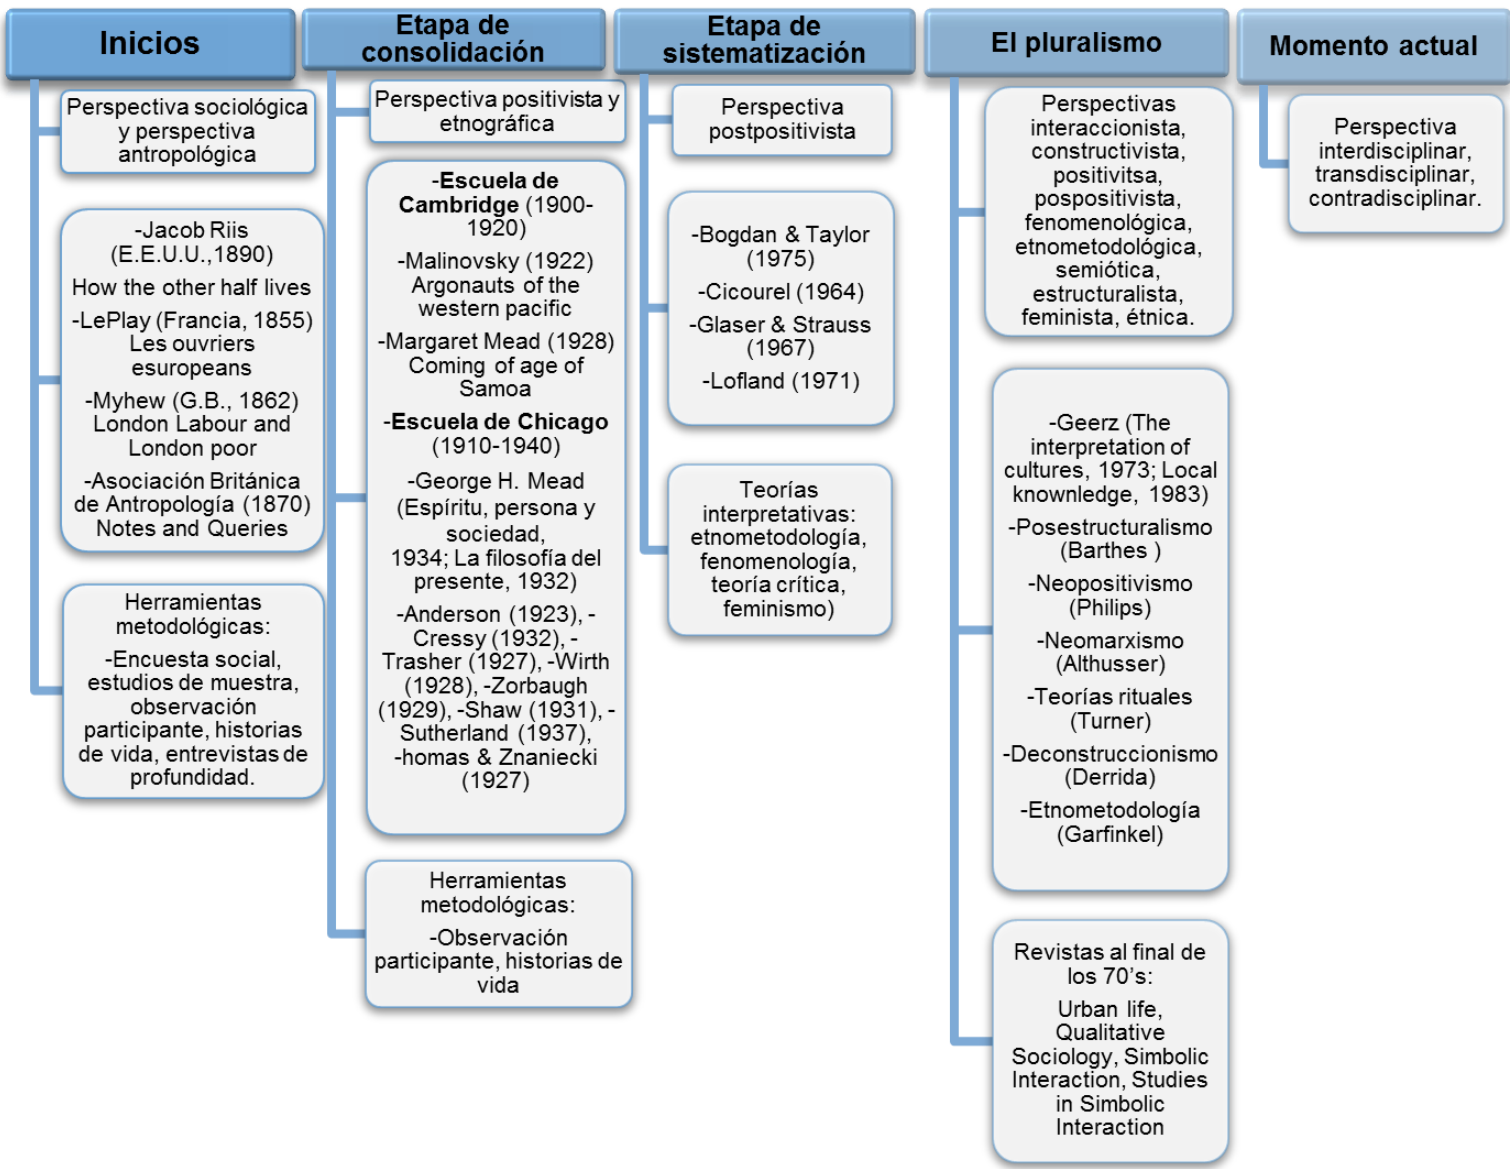 Inicios
Perspectiva sociológica
y perspectiva
antropológica
-Jacob Riis
(E.E.U.U.,1890)
How the other half lives
-LePlay (Francia, 1855)
Les ouvriers
esuropeans
-Myhew (G.B., 1862)
London Labour and
London poor
-Asociación Británica
de Antropología (1870)
Notes and Queries
Herramientas
metodológicas:
-Encuesta social,
estudios de muestra,
observación
participante, historias
de vida, entrevistas de
profundidad.
Etapa de
consolidación
Perspectiva positivista y
etnográfica
-Escuela de
Cambridge (1900-
1920)
-Malinovsky (1922)
Argonauts of the
western pacific
-Margaret Mead (1928)
Coming of age of
Samoa
-Escuela de Chicago
(1910-1940)
-George H. Mead
(Espíritu, persona y
sociedad,
1934; La filosofía del
presente, 1932)
-Anderson (1923), -
Cressy (1932), -
Trasher (1927), -Wirth
(1928), -Zorbaugh
(1929), -Shaw (1931), -
Sutherland (1937),
-homas & Znaniecki
(1927)
Herramientas
metodológicas:
-Observación
participante, historias de
vida
Etapa de
sistematización
Perspectiva
postpositivista
-Bogdan & Taylor
(1975)
-Cicourel (1964)
-Glaser & Strauss
(1967)
-Lofland (1971)
Teorías
interpretativas:
etnometodología,
fenomenología,
teoría crítica,
feminismo)
El pluralismo
Perspectivas
interaccionista,
constructivista,
positivitsa,
pospositivista,
fenomenológica,
etnometodológica,
semiótica,
estructuralista,
feminista, étnica.
-Geerz (The
interpretation of
cultures, 1973; Local
knownledge, 1983)
-Posestructuralismo
(Barthes )
-Neopositivismo
(Philips)
-Neomarxismo
(Althusser)
-Teorías rituales
(Turner)
-Deconstruccionismo
(Derrida)
-Etnometodología
(Garfinkel)
Revistas al final de
los 70’s:
Urban life,
Qualitative
Sociology, Simbolic
Interaction, Studies
in Simbolic
Interaction
Momento actual
Perspectiva
interdisciplinar,
transdisciplinar,
contradisciplinar.